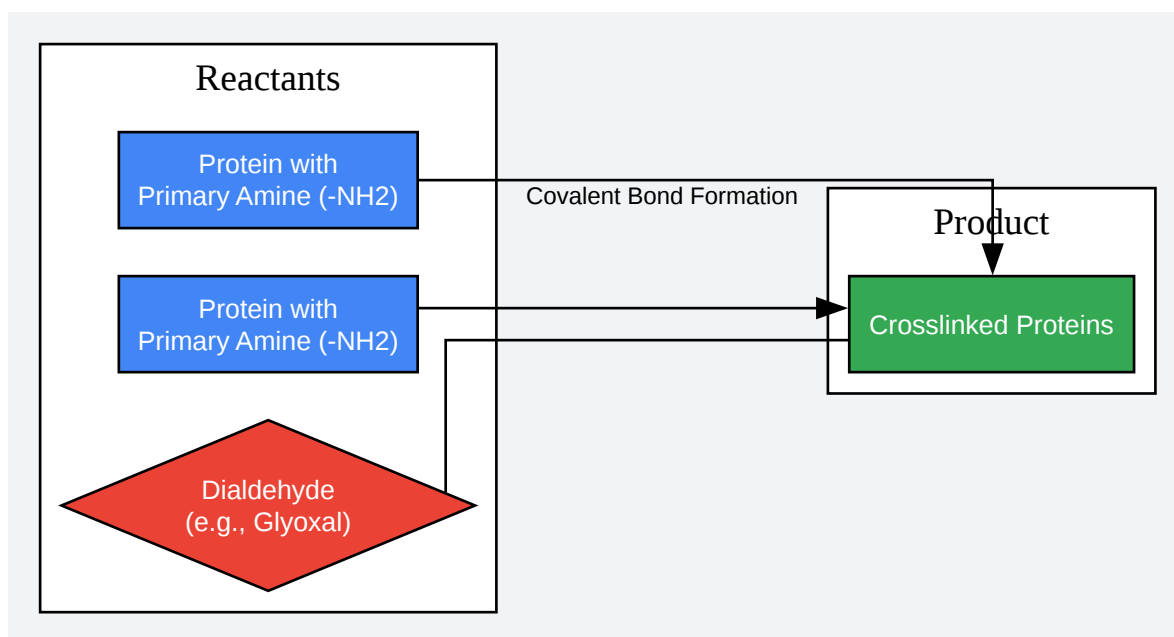 Reactants
Protein with
Primary Amine (-NH2)
Covalent Bond Formation
Product
Protein with
Primary Amine (-NH2)
Crosslinked Proteins
Dialdehyde
(e.g., Glyoxal)